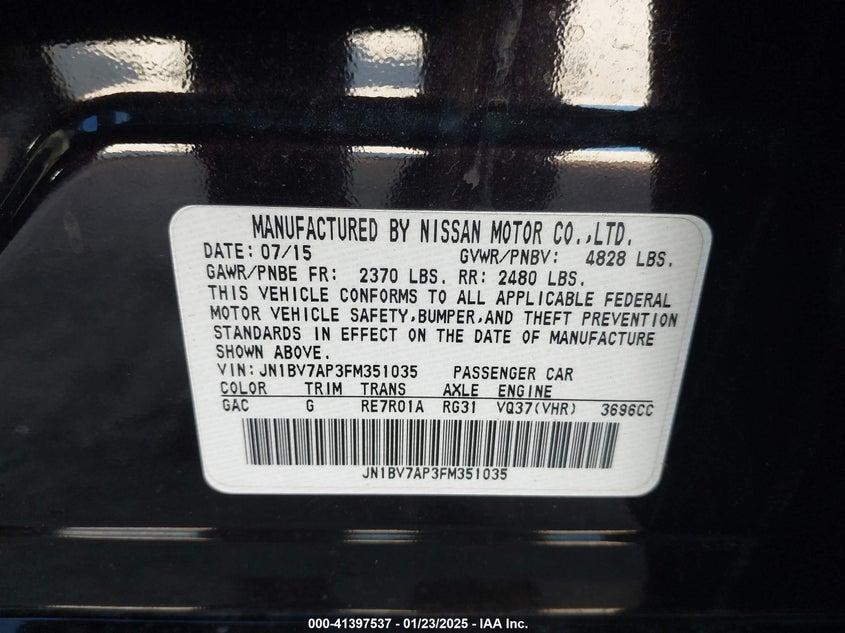 MANUFACTURED BY NISSAN MOTOR CO.,LTD.
DATE: 07/15 GVWR/PNBV: 4828 LBS.
GAWR/PNBE FR: 2370 LBS. RR: 2480 LBS.
THIS VEHICLE CONFORMS TO ALL APPLICABLE FEDERAL
MOTOR VEHICLE SAFETY,BUMPER,AND THEFT PREVENTION
STANDARDS IN EFFECT ON THE DATE OF MANUFACTURE
SHOWN ABOVE.
VIN:JN1BV7AP3FM351035 PASSENGER CAR
COLOR TRIM TRANS AXLE ENGINE
GAC G RE7R01A RG31 VQ37(VHR) 3696CC
JN1BV7AP3FM351035
000-41397537 - 01/23/2025 - IAA Inc.